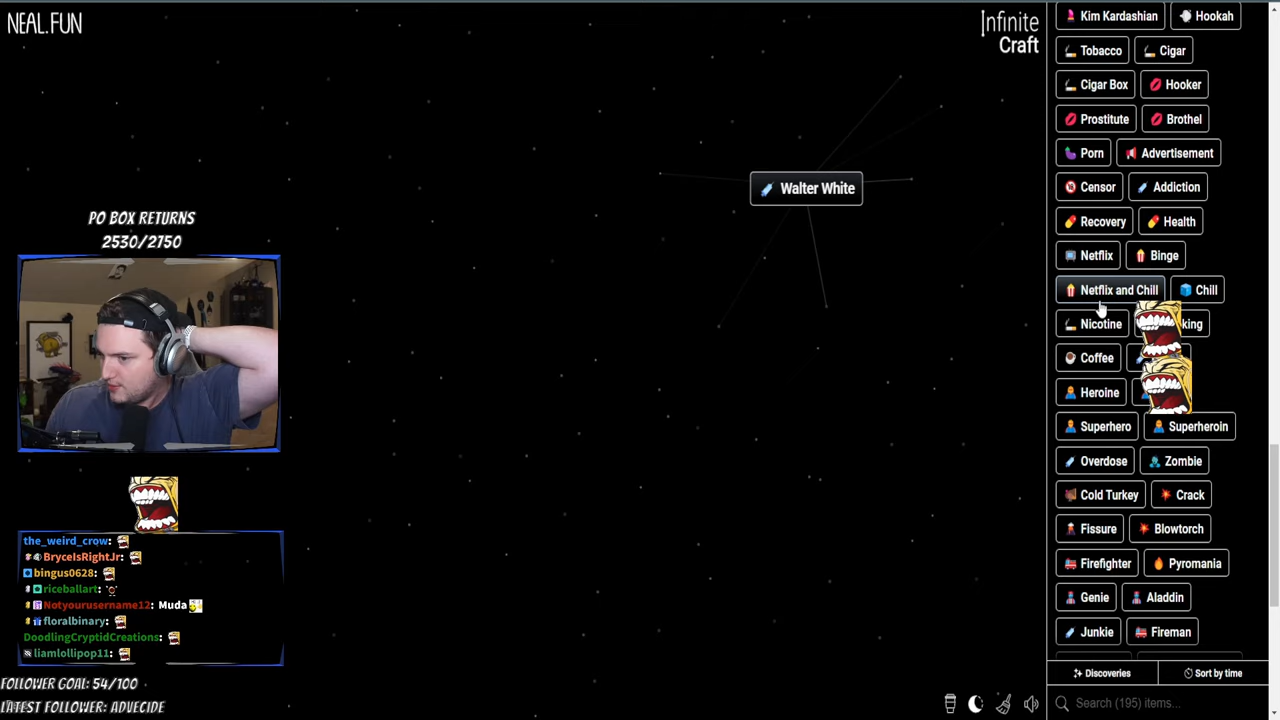 NEAL.FUN
Infinite
Craft
Walter White
PO BOX RETURNS
2530/2750
the_weird_crow:
BryceIsRightJr:
bingus0628:
riceballart:
Notyourusername12: Muda
floralbinary:
DoodlingCryptidCreations:
liamlollipop11:
FOLLOWER GOAL: 54/100
LATEST FOLLOWER: ADVECIDE
Kim Kardashian Hookah
Tobacco Cigar
Cigar Box Hooker
Prostitute Brothel
Porn Advertisement
Censor Addiction
Recovery Health
Netflix Binge
Netflix and Chill Chill
Nicotine king
Coffee
Heroine
Superhero Superheroin
Overdose Zombie
Cold Turkey Crack
Fissure Blowtorch
Firefighter Pyromania
Genie Aladdin
Junkie Fireman
Discoveries Sort by time
Search (195) items...